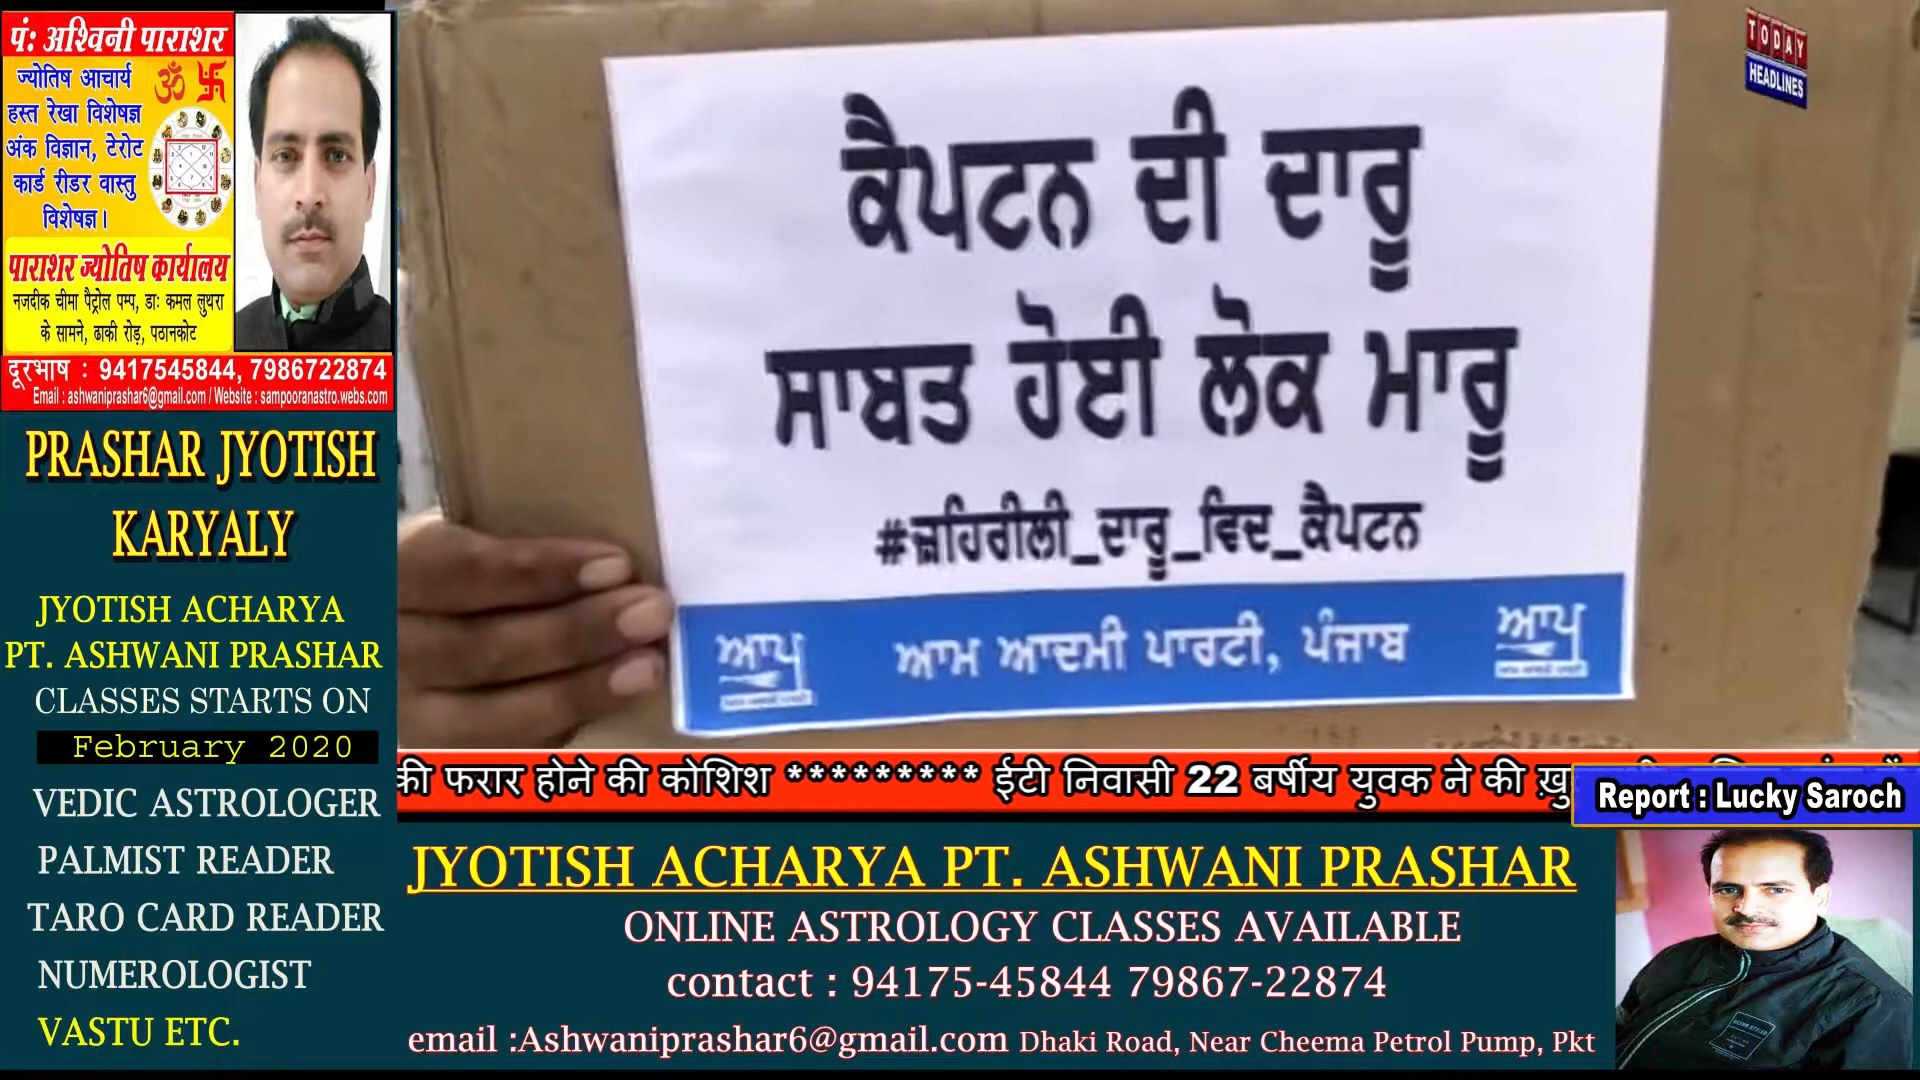 पं: अश्विनी पाराशर
ज्योतिष आचार्य
हस्त रेखा विशेषज्ञ
अंक विज्ञान, टेरोट
कार्ड रीडर वास्तु
विशेषज्ञ।
पाराशर ज्योतिष कार्यालय
नजदीक चीमा पैट्रोल पम्प, डाः कमल लुथरा
के सामने, ढाकी रोड़, पठानकोट
दूरभाष : 9417545844, 7986722874
Email : ashwaniprashar6@gmail.com / Website : sampooranastro.webs.com
PRASHAR JYOTISH
KARYALY
JYOTISH ACHARYA
PT. ASHWANI PRASHAR
CLASSES STARTS ON
February 2020
VEDIC ASTROLOGER
PALMIST READER
TARO CARD READER
NUMEROLOGIST
VASTU ETC.
TODAY
HEADLINES
ਕੈਪਟਨ ਦੀ ਦਾਰੂ
ਸਾਬਤ ਹੋਈ ਲੋਕ ਮਾਰੂ
#ਜ਼ਹਿਰੀਲੀ_ਦਾਰੂ_ਵਿਦ_ਕੈਪਟਨ
ਆਪ ਆਮ ਆਦਮੀ ਪਾਰਟੀ, ਪੰਜਾਬ ਆਪ
की फरार होने की कोशिश ********* ईटी निवासी 22 बर्षीय युवक ने की
Report : Lucky Saroch
JYOTISH ACHARYA PT. ASHWANI PRASHAR
ONLINE ASTROLOGY CLASSES AVAILABLE
contact : 94175-45844 79867-22874
email :Ashwaniprashar6@gmail.com Dhaki Road, Near Cheema Petrol Pump, Pkt